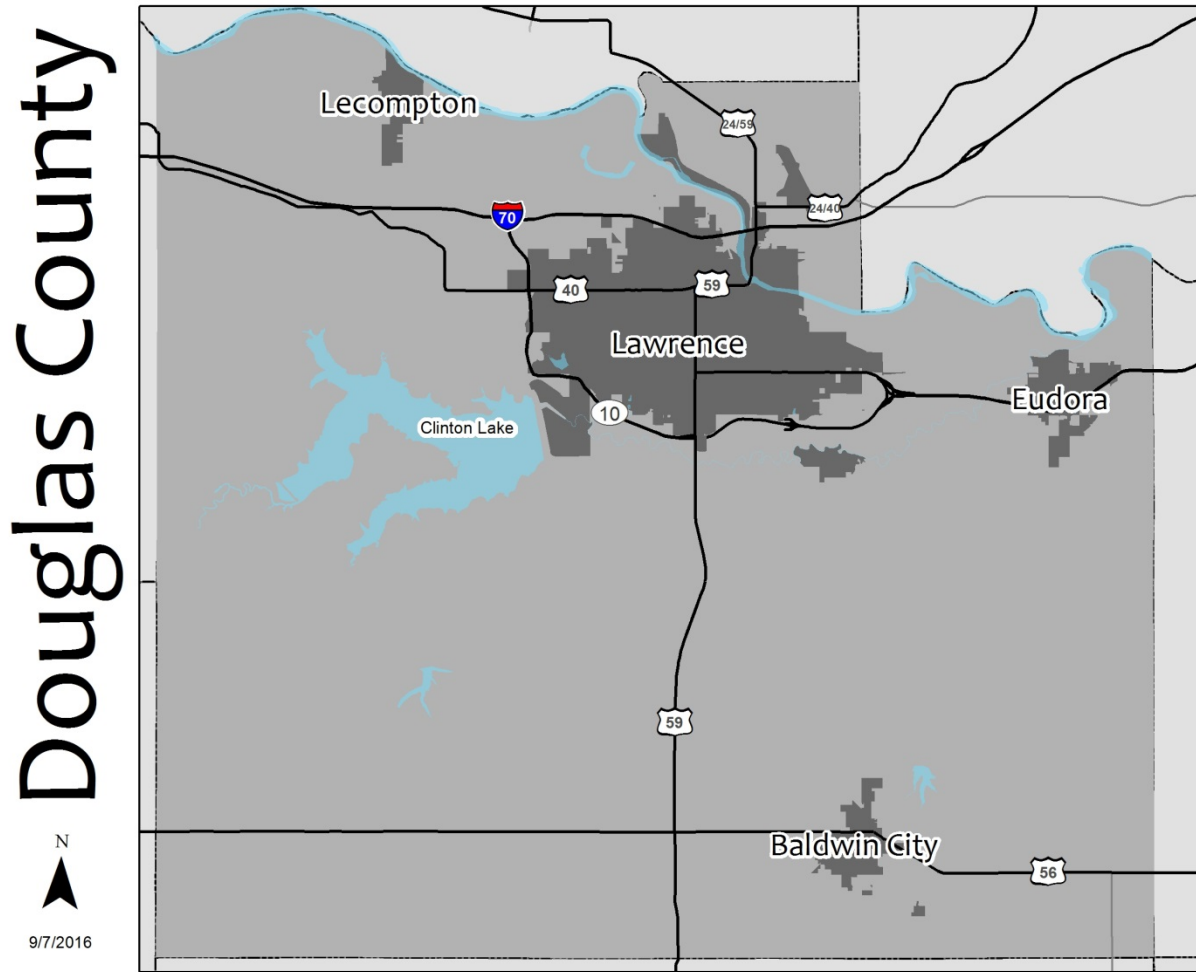 Douglas County
N
9/7/2016
Lecompton
24/59
24/40
70
40
59
Lawrence
Eudora
10
Clinton Lake
59
Baldwin City
56